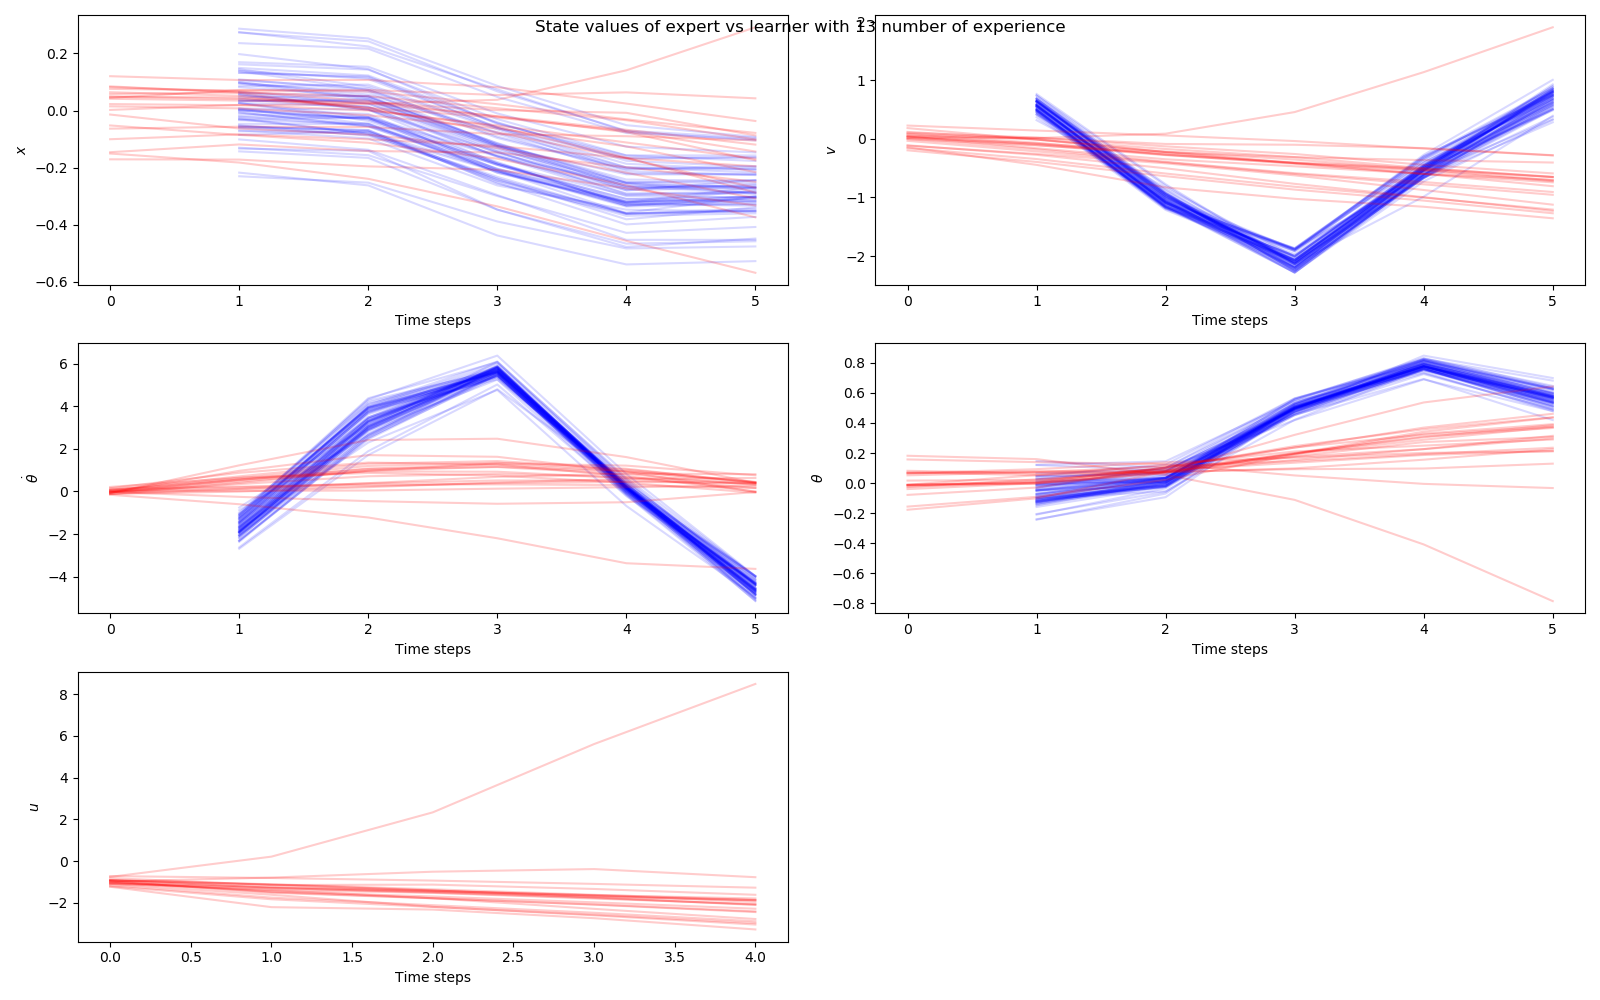 State values of expert vs learner with 13 number of experience
0.2
0.0
−0.2
−0.4
−0.6
x
0 1 2 3 4 5
Time steps
2
1
0
−1
−2
v
0 1 2 3 4 5
Time steps
6
4
2
0
−2
−4
θ̇
0 1 2 3 4 5
Time steps
0.8
0.6
0.4
0.2
0.0
−0.2
−0.4
−0.6
−0.8
θ
0 1 2 3 4 5
Time steps
8
6
4
2
0
−2
u
0.0 0.5 1.0 1.5 2.0 2.5 3.0 3.5 4.0
Time steps